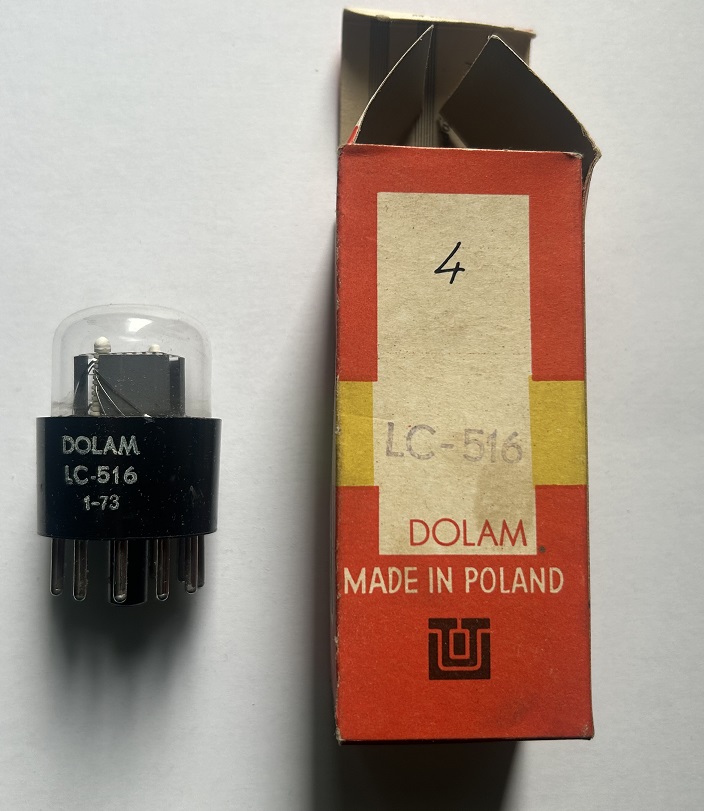 DOLAM
LC-516
1-73
4
LC-516
DOLAM
MADE IN POLAND